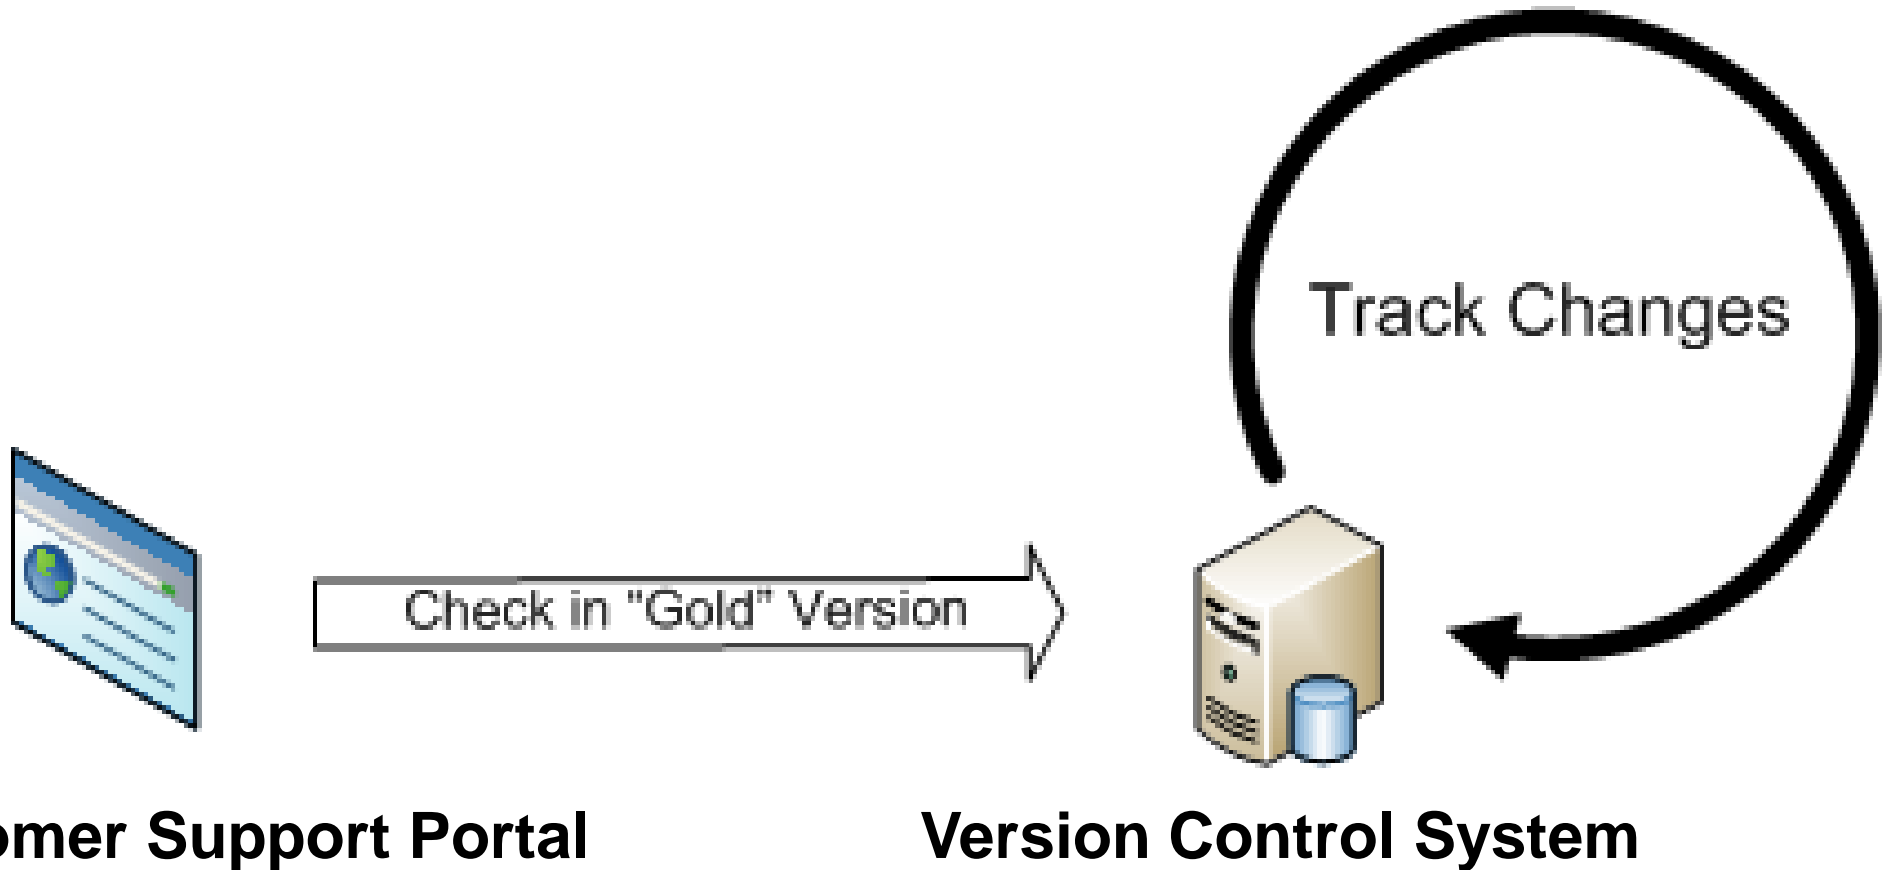 Track Changes
Check in "Gold" Version
omer Support Portal
Version Control System